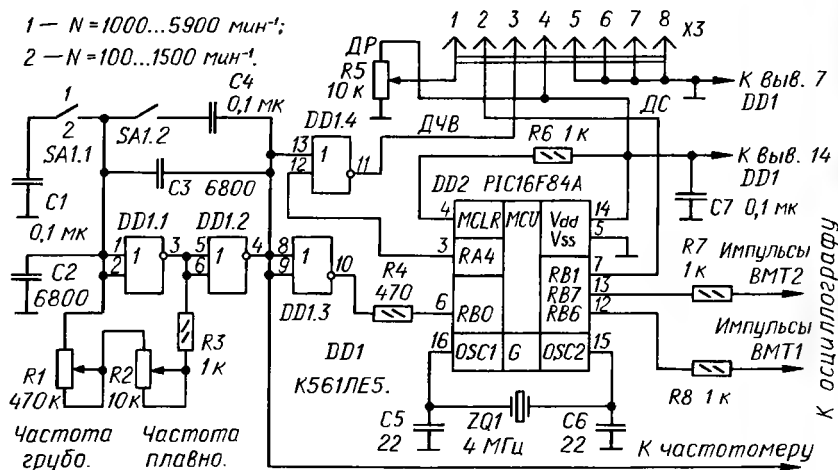 1 — N = 1000...5900 мин⁻¹;
2 — N = 100...1500 мин⁻¹.
1 2 3 4 5 6 7 8 X3
ДР
R5
10 к
С4
0,1 мк
К выв. 7
DD1
ДС
1
2
SA1.1
SA1.2
DD1.4
ДЧВ
13
12
1
11
R6 1 к
К выв. 14
DD1
C3 6800
DD2 PIC16F84A
C7 0,1 мк
C1
0,1 мк
4
MCLR
MCU
Vdd
14
Vss
5
3
RA4
DD1.1
DD1.2
1
2
1
3
5
6
1
4
8
9
1
10
R4
470
6
RB0
RB1
7
RB7
13
RB6
12
R7
1 к
Импульсы
ВМТ2
C2
6800
DD1.3
R3
1 к
DD1
К561ЛЕ5.
16
OSC1
G
OSC2
15
Импульсы
ВМТ1
R8 1 к
К осциллографу
R1
470 к
R2
10 к
C5
22
ZQ1
4 МГц
C6
22
Частота
грубо.
Частота
плавно.
К частотомеру